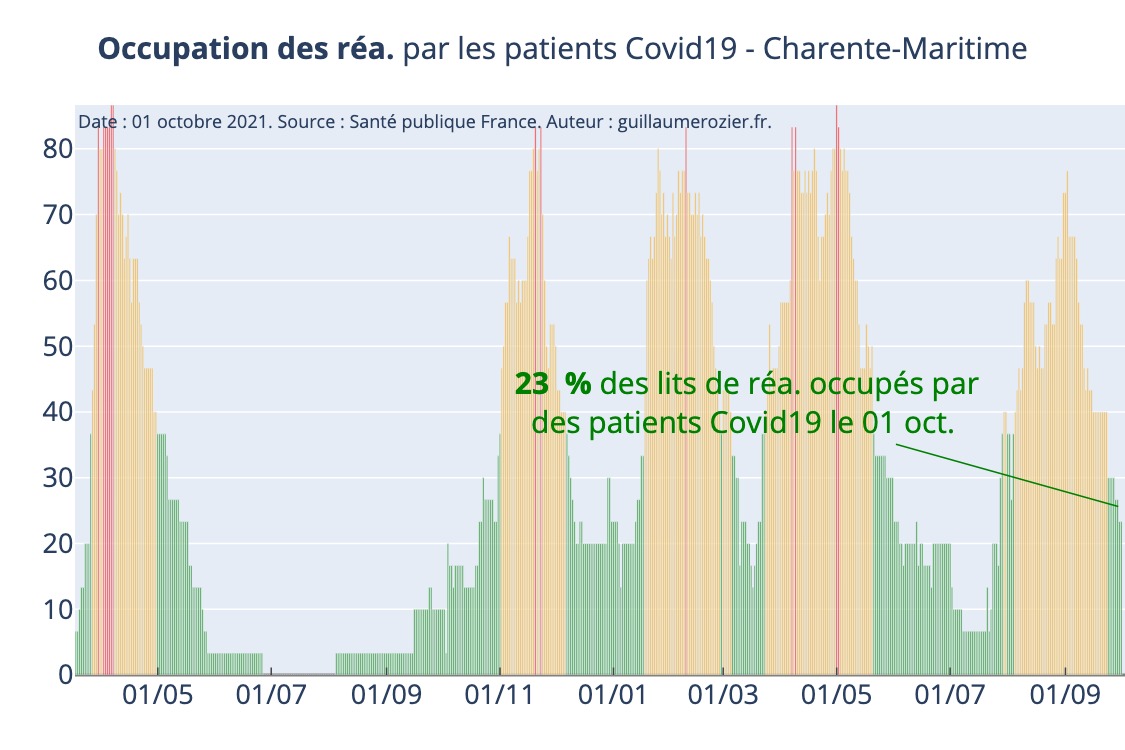 Occupation des réa. par les patients Covid19 - Charente-Maritime
Date : 01 octobre 2021. Source : Santé publique France. Auteur : guillaumerozier.fr.
80
70
60
50
40
30
20
10
0
23 % des lits de réa. occupés par
des patients Covid19 le 01 oct.
01/05 01/07 01/09 01/11 01/01 01/03 01/05 01/07 01/09